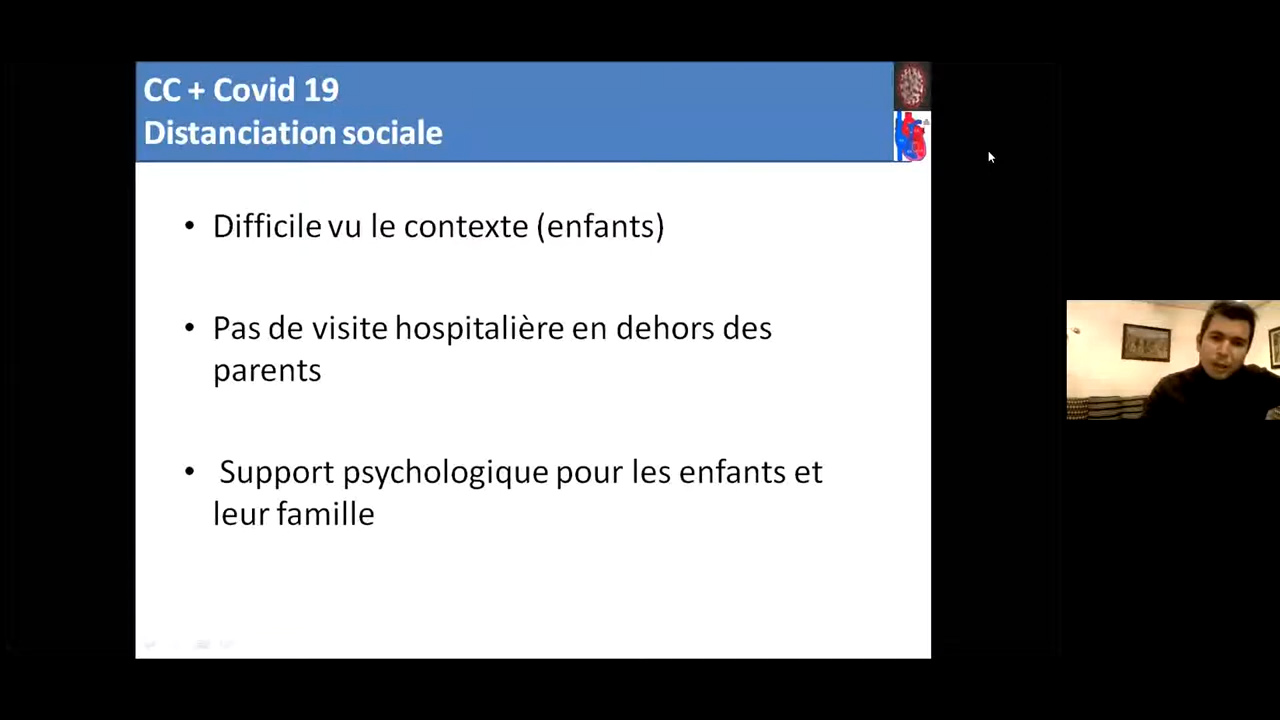 CC + Covid 19
Distanciation sociale
• Difficile vu le contexte (enfants)
• Pas de visite hospitalière en dehors des
parents
• Support psychologique pour les enfants et
leur famille